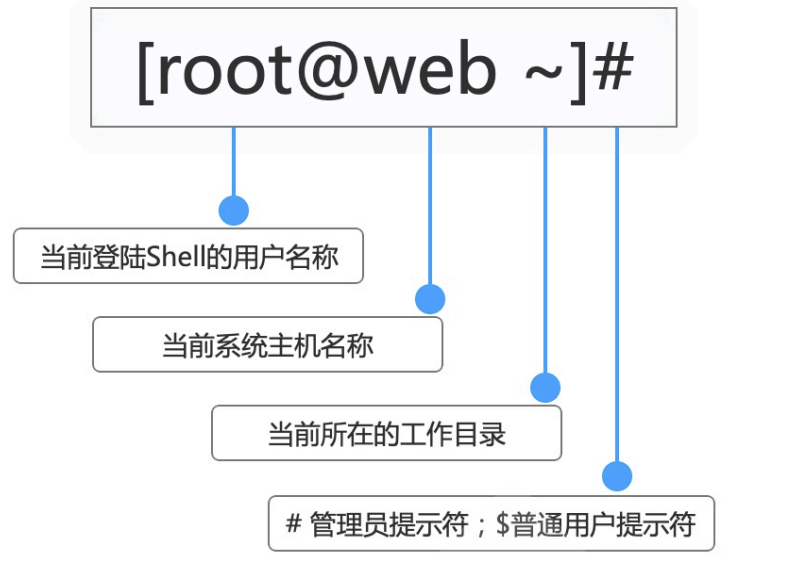 [root@web ~]#
当前登陆Shell的用户名称
当前系统主机名称
当前所在的工作目录
# 管理员提示符；$普通用户提示符